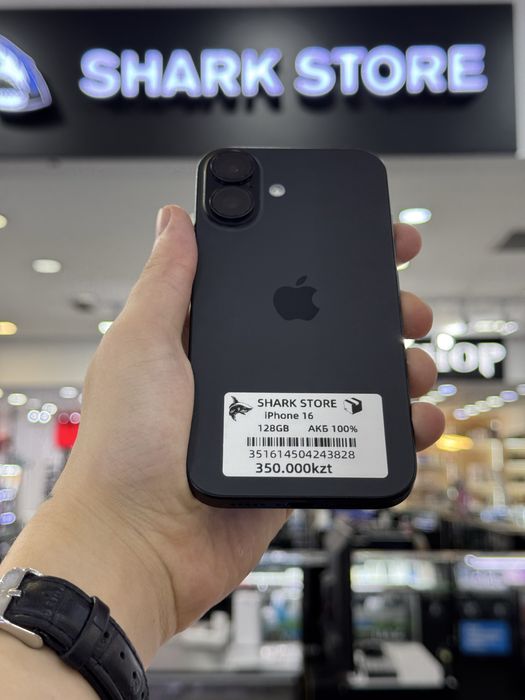 SHARK STORE
SHARK STORE
iPhone 16
128GB АКБ 100%
351614504243828
350.000kzt